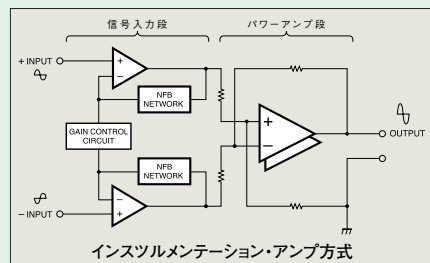 信号入力段
パワーアンプ段
+ INPUT
+
−
NFB
NETWORK
GAIN CONTROL
CIRCUIT
+
−
OUTPUT
NFB
NETWORK
−
+
− INPUT
インスツルメンテーション・アンプ方式